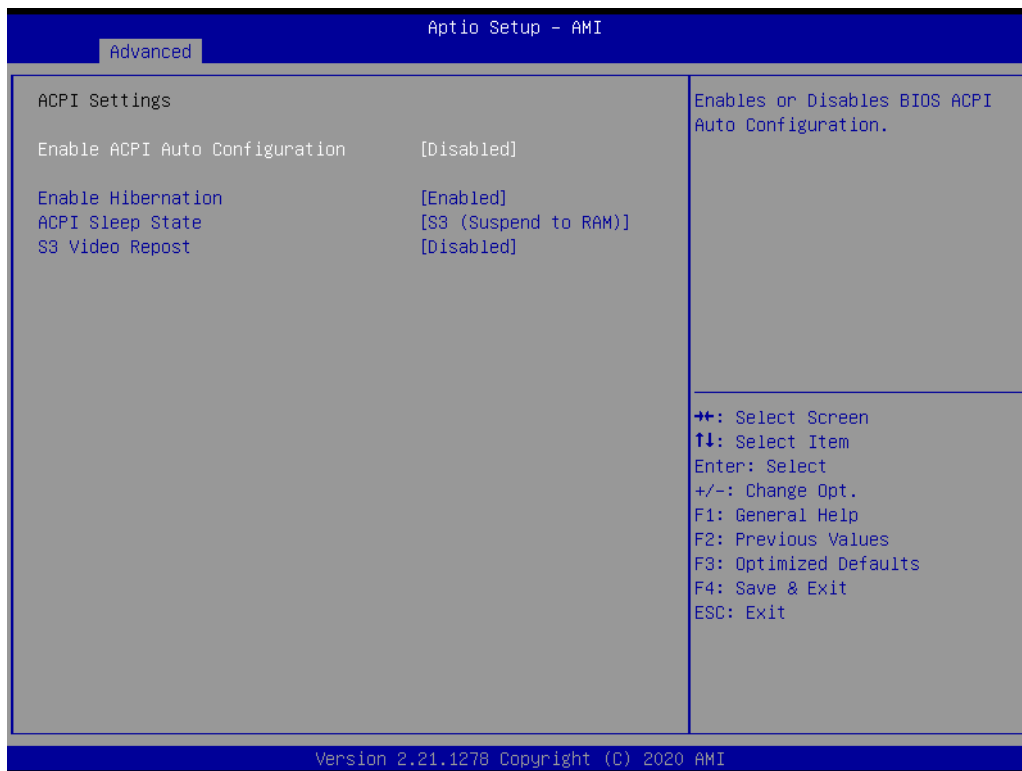 Aptio Setup – AMI
Advanced
ACPI Settings
Enable ACPI Auto Configuration [Disabled]
Enable Hibernation [Enabled]
ACPI Sleep State [S3 (Suspend to RAM)]
S3 Video Repost [Disabled]
Enables or Disables BIOS ACPI
Auto Configuration.
→←: Select Screen
↑↓: Select Item
Enter: Select
+/-: Change Opt.
F1: General Help
F2: Previous Values
F3: Optimized Defaults
F4: Save & Exit
ESC: Exit
Version 2.21.1278 Copyright (C) 2020 AMI